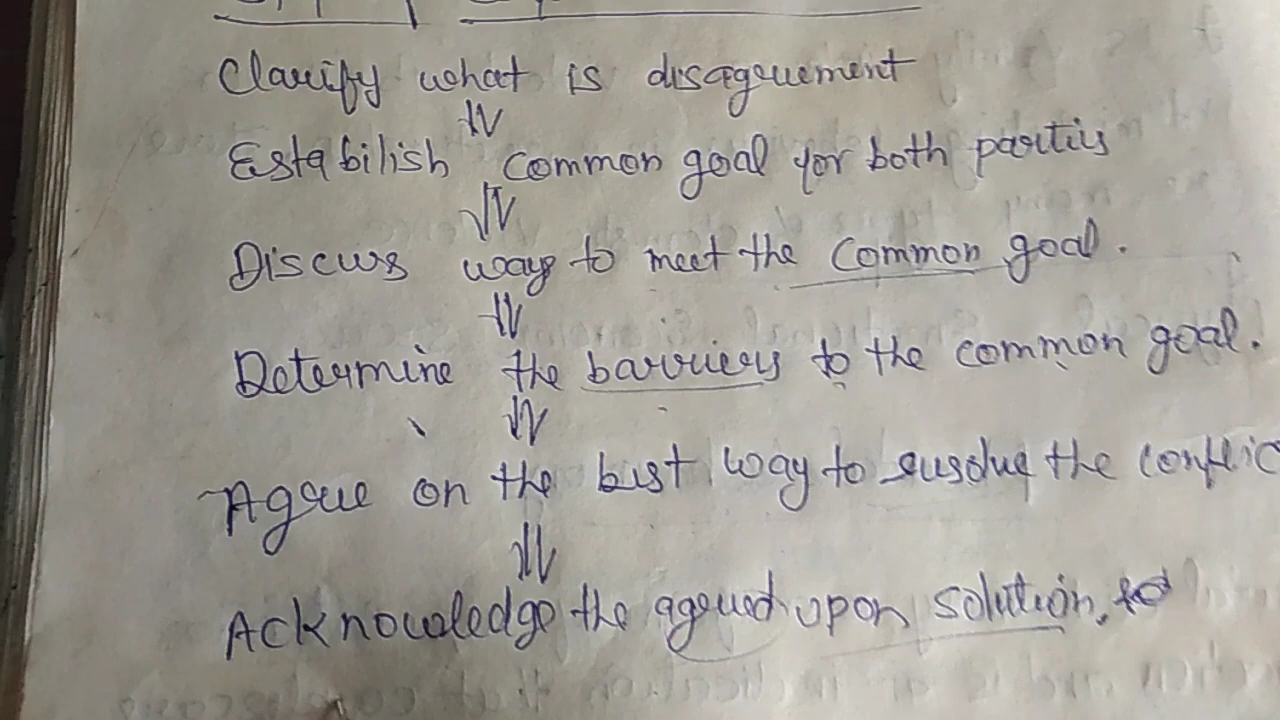 Clarify what is disagreement
Estabilish common goal for both parties
Discuss ways to meet the common goal.
Determine the barriers to the common goal.
Agree on the best way to resolve the conflic
Acknowledge the agreed upon solution,